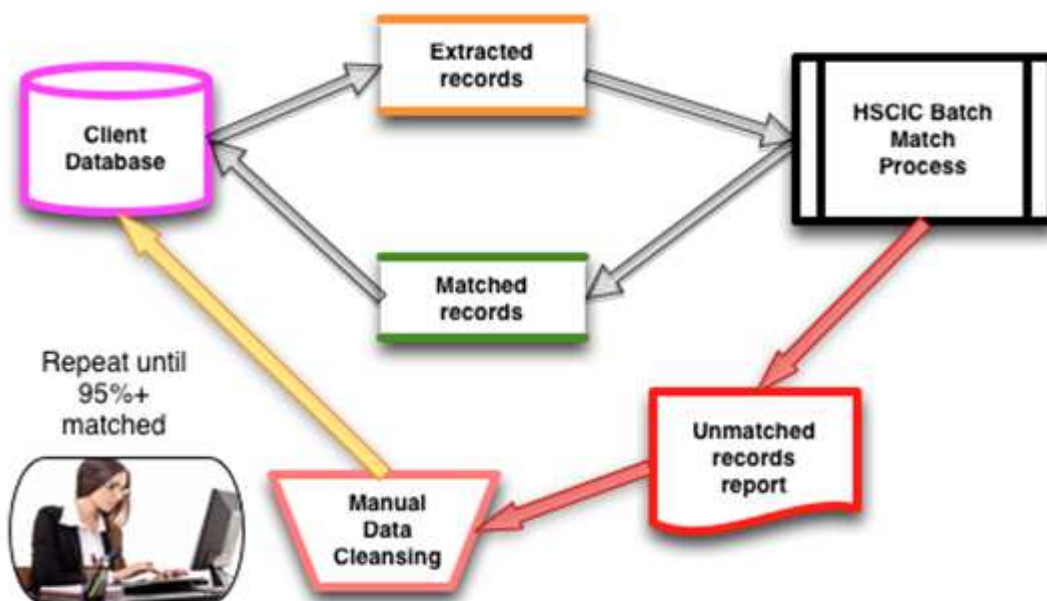 Extracted
records
Client
Database
HSCIC Batch
Match
Process
Matched
records
Repeat until
95%+
matched
Unmatched
records
report
Manual
Data
Cleansing